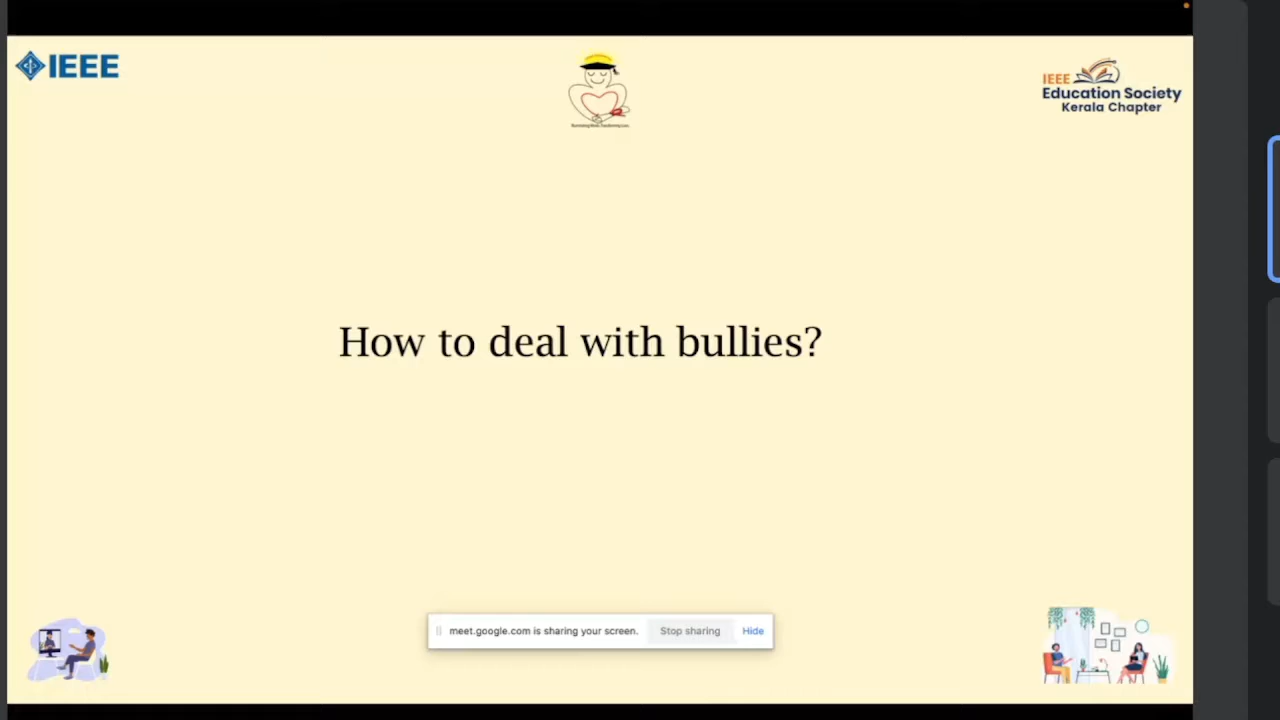 IEEE
IEEE
Education Society
Kerala Chapter
How to deal with bullies?
meet.google.com is sharing your screen.
Stop sharing
Hide